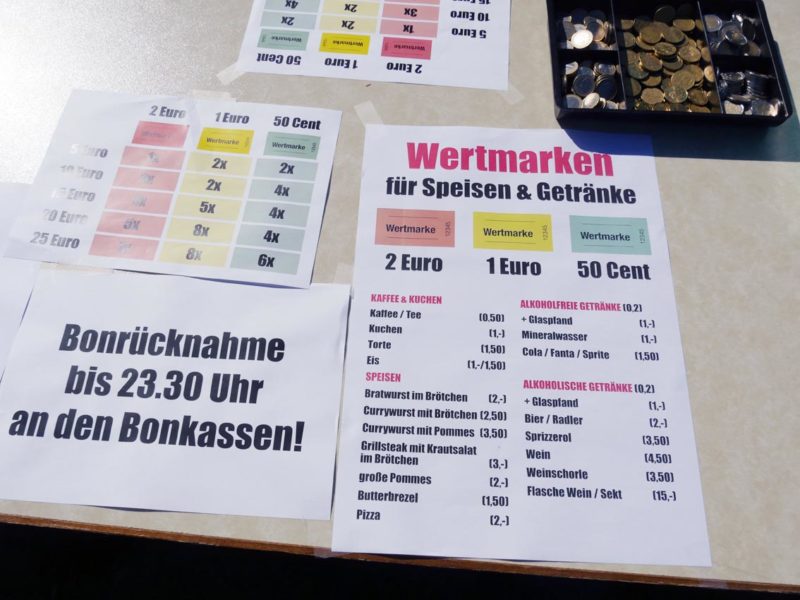 5 Euro 1x
10 Euro 3x 2x 2x
2x 4x
Wertmarke
2 Euro 1 Euro 50 Cent
2 Euro 1 Euro 50 Cent
Wertmarke Wertmarke Wertmarke
5 Euro 2x 2x
10 Euro 2x 4x
5x 4x
20 Euro 5x 8x 4x
25 Euro 8x 6x
Bonrücknahme
bis 23.30 Uhr
an den Bonkassen!
Wertmarken
für Speisen & Getränke
Wertmarke 12345 Wertmarke 12345 Wertmarke 12345
2 Euro 1 Euro 50 Cent
KAFFEE & KUCHEN
Kaffee / Tee (0,50)
Kuchen (1,-)
Torte (1,50)
Eis (1,-/1,50)
SPEISEN
Bratwurst im Brötchen (2,-)
Currywurst mit Brötchen (2,50)
Currywurst mit Pommes (3,50)
Grillsteak mit Krautsalat
im Brötchen (3,-)
große Pommes (2,-)
Butterbrezel (1,50)
Pizza (2,-)
ALKOHOLFREIE GETRÄNKE (0,2)
+ Glaspfand (1,-)
Mineralwasser (1,-)
Cola / Fanta / Sprite (1,50)
ALKOHOLISCHE GETRÄNKE (0,2)
+ Glaspfand (1,-)
Bier / Radler (2,-)
Sprizzerol (3,50)
Wein (4,50)
Weinschorle (3,50)
Flasche Wein / Sekt (15,-)